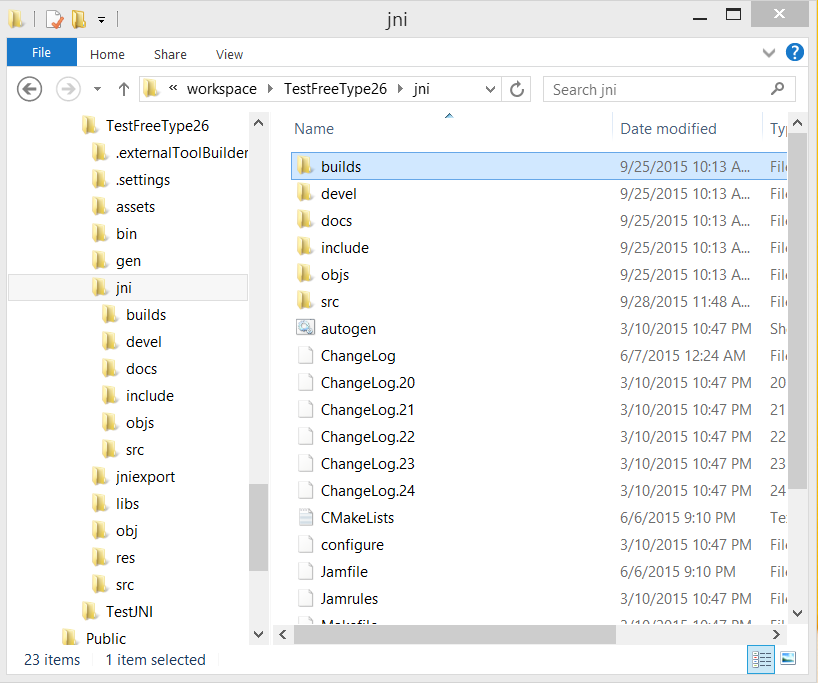 jni
File Home Share View
« workspace TestFreeType26 jni Search jni
TestFreeType26
.externalToolBuilder
.settings
assets
bin
gen
jni
builds
devel
docs
include
objs
src
jniexport
libs
obj
res
src
TestJNI
Public
Name Date modified Ty
builds 9/25/2015 10:13 A... File
devel 9/25/2015 10:13 A... File
docs 9/25/2015 10:13 A... File
include 9/25/2015 10:13 A... File
objs 9/25/2015 10:13 A... File
src 9/28/2015 11:48 A... File
autogen 3/10/2015 10:47 PM Sh
ChangeLog 6/7/2015 12:24 AM File
ChangeLog.20 3/10/2015 10:47 PM 20
ChangeLog.21 3/10/2015 10:47 PM 21
ChangeLog.22 3/10/2015 10:47 PM 22
ChangeLog.23 3/10/2015 10:47 PM 23
ChangeLog.24 3/10/2015 10:47 PM 24
CMakeLists 6/6/2015 9:10 PM Te
configure 3/10/2015 10:47 PM File
Jamfile 6/6/2015 9:10 PM File
Jamrules 3/10/2015 10:47 PM File
Makefile 3/10/2015 10:47 PM File
23 items 1 item selected